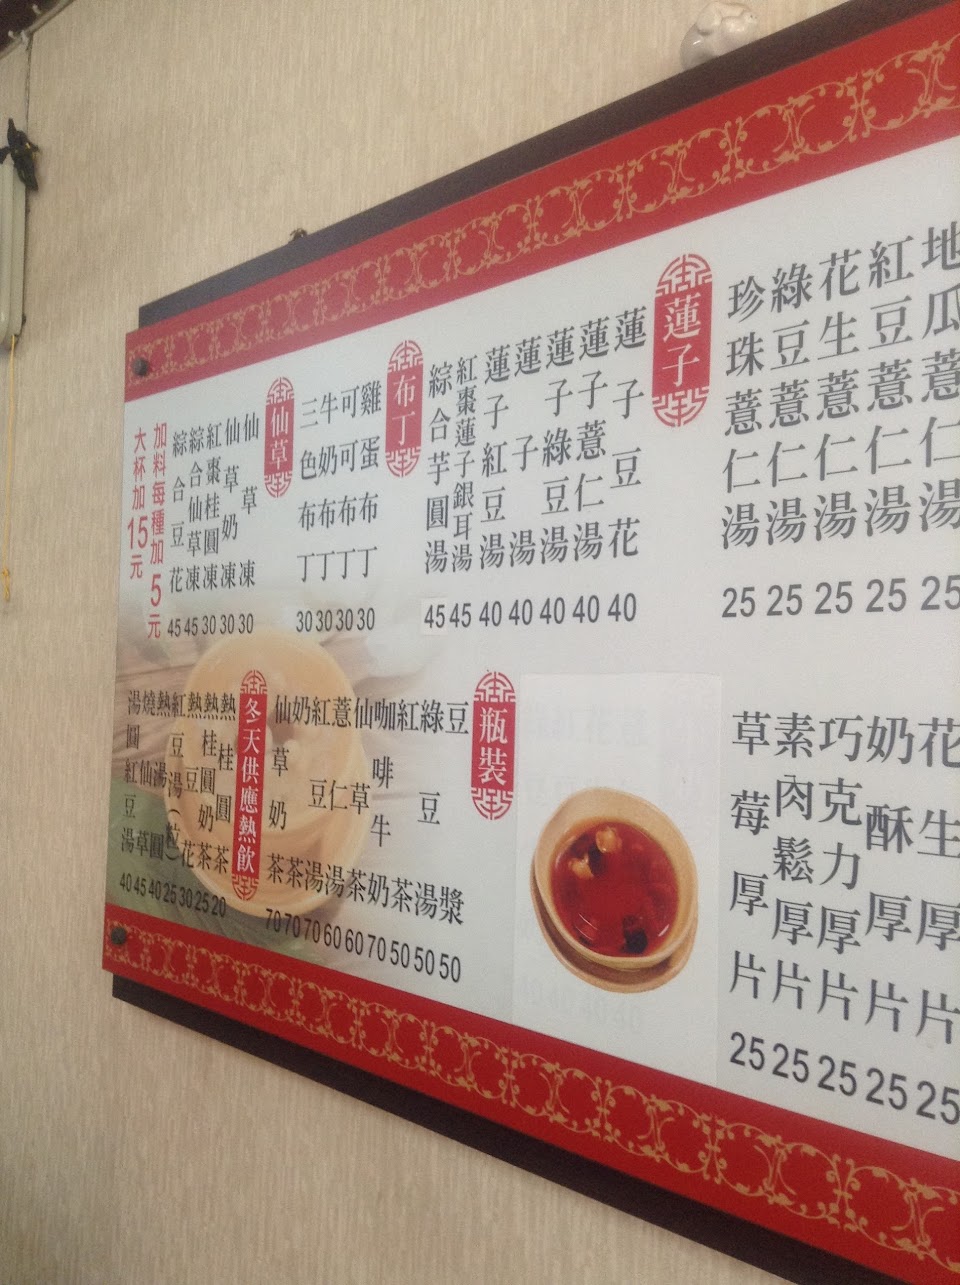 地瓜薏仁湯 25
紅豆薏仁湯 25
花生薏仁湯 25
綠豆薏仁湯 25
珍珠薏仁湯 25
蓮子
蓮子豆花 40
蓮子薏仁湯 40
蓮子綠豆湯 40
蓮子湯 40
蓮子紅豆湯 40
紅棗蓮子銀耳湯 45
綜合芋圓湯 45
布丁
雞蛋布丁 30
可可布丁 30
牛奶布丁 30
三色布丁 30
仙草
仙草凍 30
仙草奶凍 30
紅棗桂圓凍 30
綜合仙草凍 45
綜合豆花 45
加料每種加5元
大杯加15元
花生厚片 25
奶酥厚片 25
巧克力厚片 25
素肉鬆厚片 25
草莓厚片 25
瓶裝
豆漿 50
綠豆湯 50
紅茶 50
咖啡牛奶 70
仙草茶 60
薏仁湯 60
紅豆湯 70
奶茶 70
仙草奶茶 70
冬天供應熱飲
熱桂圓茶 20
熱桂圓奶茶 25
熱豆花 30
紅豆湯(粒) 25
熱湯圓 40
燒仙草 45
湯圓紅豆湯 40